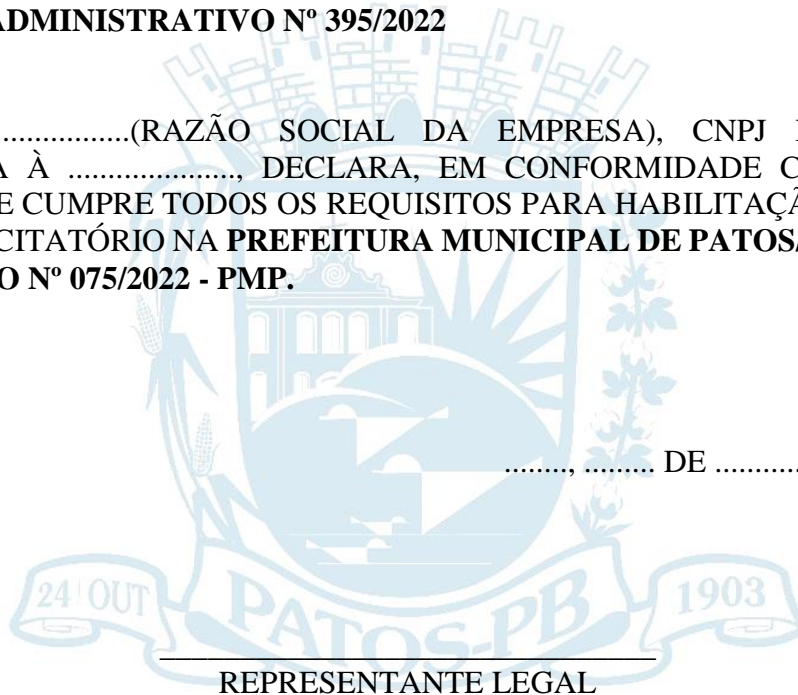 ADMINISTRATIVO Nº 395/2022
................(RAZÃO SOCIAL DA EMPRESA), CNPJ
À ...................., DECLARA, EM CONFORMIDADE
E CUMPRE TODOS OS REQUISITOS PARA
CITATÓRIO NA PREFEITURA MUNICIPAL DE PATOS/
O Nº 075/2022 - PMP.
........, ......... DE ...........
24 OUT PATOS-PB 1903
_______________________________
REPRESENTANTE LEGAL